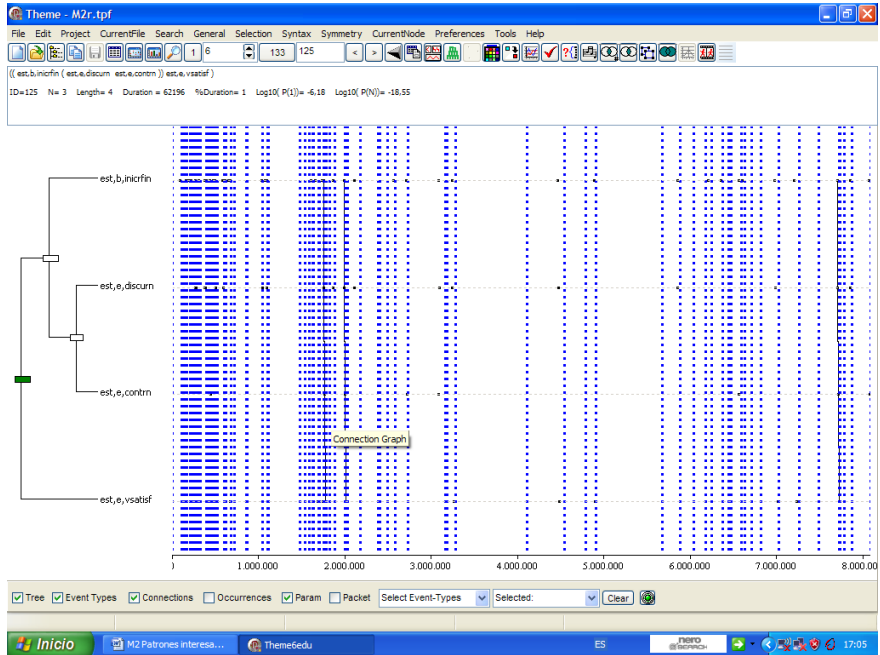 Theme - M2r.tpf
File Edit Project CurrentFile Search General Selection Syntax Symmetry CurrentNode Preferences Tools Help
1 6 133 125 < >
(( est,b,inicrfin ( est,e,discurn est,e,contrn )) est,e,vsatisf )
ID=125 N= 3 Length= 4 Duration = 62196 %Duration= 1 Log10( P(1))= -6,18 Log10( P(N))= -18,55
est,b,inicrfin
est,e,discurn
est,e,contrn
Connection Graph
est,e,vsatisf
) 1.000.000 2.000.000 3.000.000 4.000.000 5.000.000 6.000.000 7.000.000 8.000.00
Tree Event Types Connections Occurrences Param Packet Select Event-Types Selected: Clear
Inicio M2 Patrones interesa... Theme6edu ES nero SEARCH 17:05